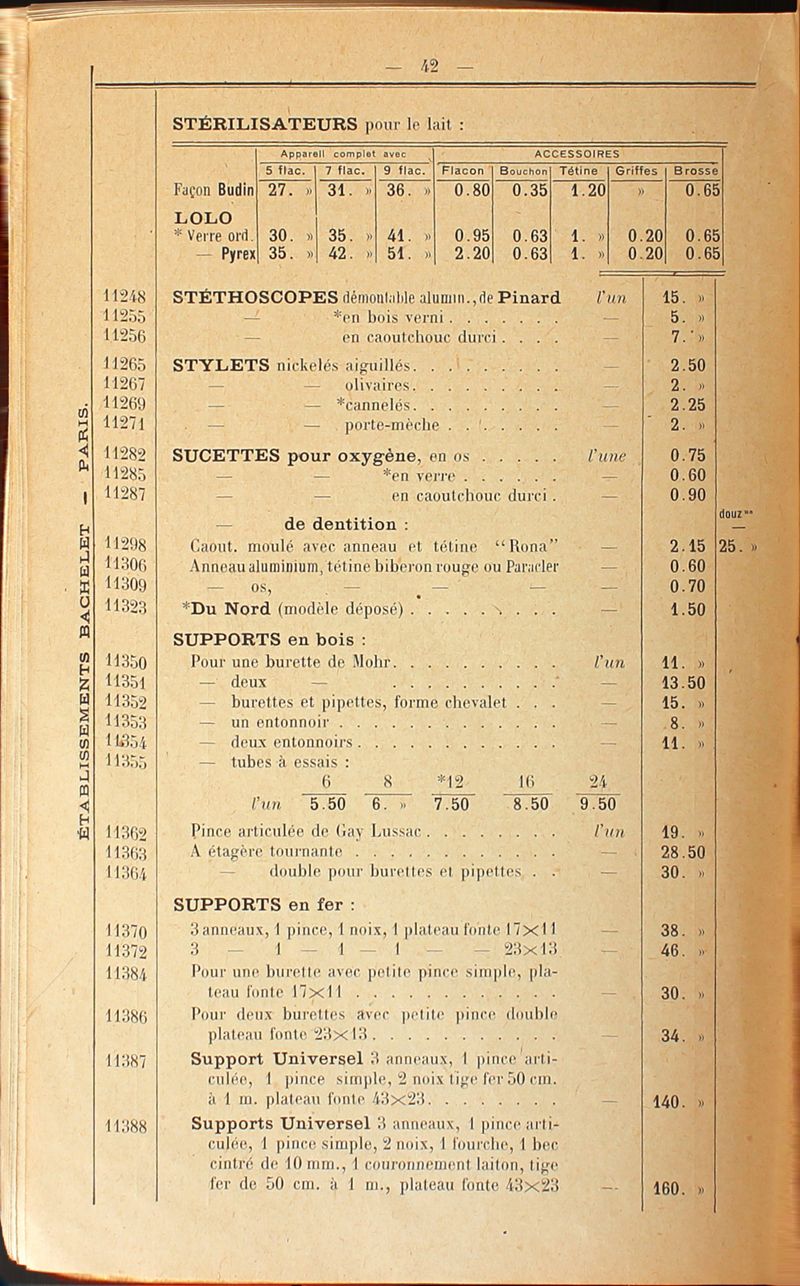 — 42 —
STÉRILISATEURS pour le lait :
Appareil complet avec ACCESSOIRES
5 flac. 7 flac. 9 flac. Flacon Bouchon Tétine Griffes Brosse
Façon Budin 27. » 31. » 36. » 0.80 0.35 1.20 » 0.65
LOLO
* Verre ord. 30. » 35. » 41. » 0.95 0.63 1. » 0.20 0.65
— Pyrex 35. » 42. » 51. » 2.20 0.63 1. » 0.20 0.65
11248 STÉTHOSCOPES démontable alumin., de Pinard l'un 15. »
11255 — *en bois verni . . . . . . . — 5. »
11256 — en caoutchouc durci . . . . — 7. »
11265 STYLETS nickelés aiguillés. . . . . . . . . . — 2.50
11267 — — olivaires. . . . . . . . . . — 2. »
11269 — — *cannelés. . . . . . . . . . — 2.25
11271 — — porte-mèche . . . . . . . . — 2. »
11282 SUCETTES pour oxygène, en os . . . . . l'une 0.75
11285 — — *en verre . . . . . . — 0.60
11287 — — en caoutchouc durci . — 0.90
— de dentition : douz^ne
11298 Caout. moulé avec anneau et tétine “Rona” — 2.15 25. »
11306 Anneau aluminium, tétine biberon rouge ou Paracler — 0.60
11309 — os, — — — — 0.70
11323 *Du Nord (modèle déposé) . . . . . . . . . — 1.50
SUPPORTS en bois :
11350 Pour une burette de Mohr. . . . . . . . . . . l'un 11. »
11351 — deux — . . . . . . . . . . . — 13.50
11352 — burettes et pipettes, forme chevalet . . . — 15. »
11353 — un entonnoir . . . . . . . . . . . . . — 8. »
11354 — deux entonnoirs . . . . . . . . . . . . — 11. »
11355 — tubes à essais :
6 8 *12 16 24
l'un 5.50 6. » 7.50 8.50 9.50
11362 Pince articulée de Gay Lussac . . . . . . . . l'un 19. »
11363 A étagère tournante . . . . . . . . . . . . — 28.50
11364 — double pour burettes et pipettes . . — 30. »
SUPPORTS en fer :
11370 3 anneaux, 1 pince, 1 noix, 1 plateau fonte 17×11 — 38. »
11372 3 — 1 — 1 — 1 — — 23×13 — 46. »
11384 Pour une burette avec petite pince simple, pla-
teau fonte 17×11 . . . . . . . . . . . . — 30. »
11386 Pour deux burettes avec petite pince double
plateau fonte 23×13. . . . . . . . . . . — 34. »
11387 Support Universel 3 anneaux, 1 pince arti-
culée, 1 pince simple, 2 noix tige fer 50 cm.
à 1 m. plateau fonte 43×23. . . . . . . . . — 140. »
11388 Supports Universel 3 anneaux, 1 pince arti-
culée, 1 pince simple, 2 noix, 1 fourche, 1 bec
cintré de 10 mm., 1 couronnement laiton, tige
fer de 50 cm. à 1 m., plateau fonte 43×23 — 160. »
ÉTABLISSEMENTS BACHELET — PARIS.